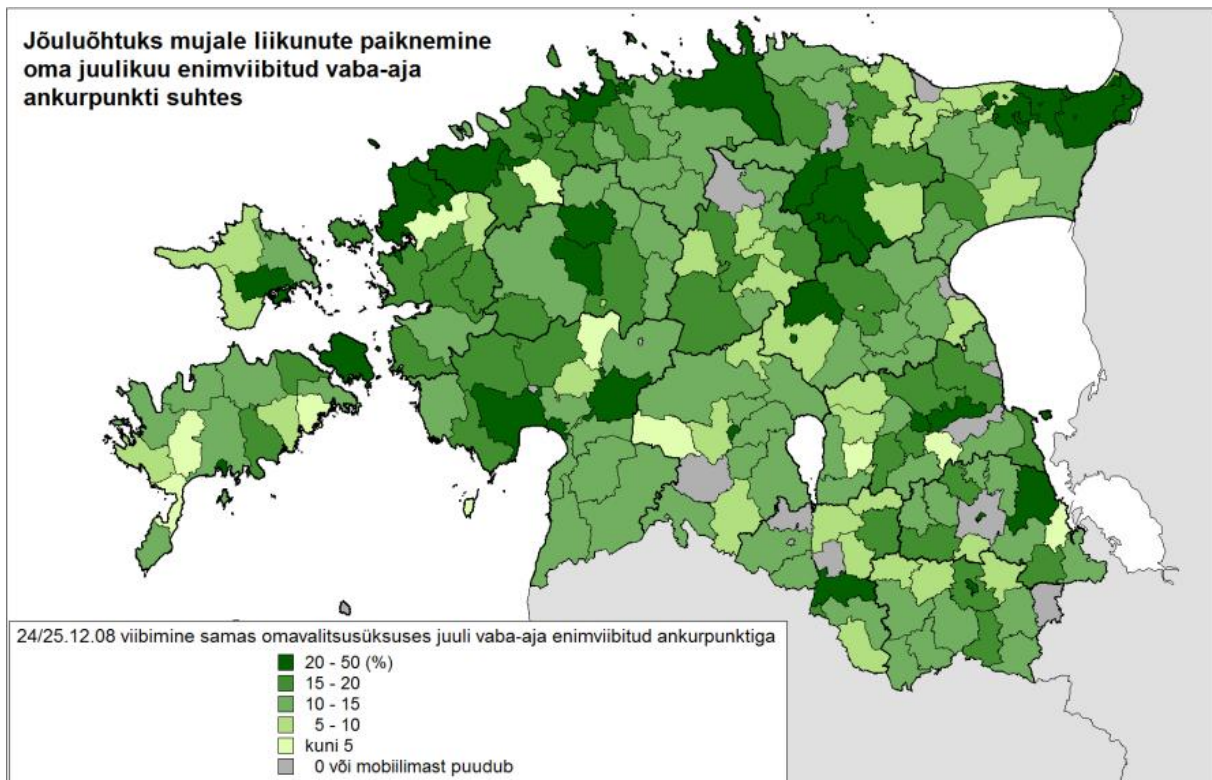 Jõuluõhtuks mujale liikunute paiknemine
oma juulikuu enimviibitud vaba-aja
ankurpunkti suhtes
24/25.12.08 viibimine samas omavalitsusüksuses juuli vaba-aja enimviibitud ankurpunktiga
20 - 50 (%)
15 - 20
10 - 15
5 - 10
kuni 5
0 või mobiilimast puudub